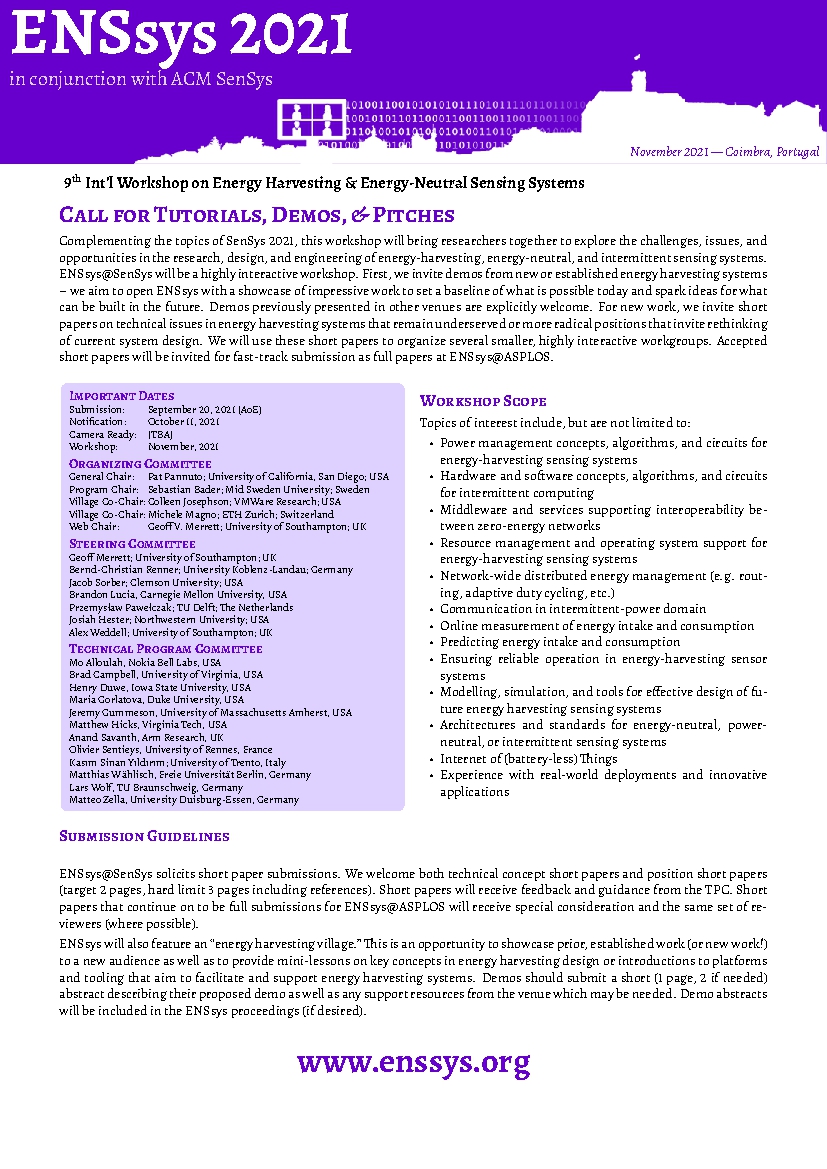 ENSsys 2021
in conjunction with ACM SenSys
November 2021 — Coimbra, Portugal
9th Int'l Workshop on Energy Harvesting & Energy-Neutral Sensing Systems
Call for Tutorials, Demos, & Pitches
Complementing the topics of SenSys 2021, this workshop will bring researchers together to explore the challenges, issues, and
opportunities in the research, design, and engineering of energy-harvesting, energy-neutral, and intermittent sensing systems.
ENSsys@SenSys will be a highly interactive workshop. First, we invite demos from new or established energy harvesting systems
– we aim to open ENSsys with a showcase of impressive work to set a baseline of what is possible today and spark ideas for what
can be built in the future. Demos previously presented in other venues are explicitly welcome. For new work, we invite short
papers on technical issues in energy harvesting systems that remain underserved or more radical positions that invite rethinking
of current system design. We will use these short papers to organize several smaller, highly interactive workgroups. Accepted
short papers will be invited for fast-track submission as full papers at ENSsys@ASPLOS.
Important Dates
Submission: September 20, 2021 (AoE)
Notification: October 11, 2021
Camera Ready: (TBA)
Workshop: November, 2021
Organizing Committee
General Chair: Pat Pannuto; University of California, San Diego; USA
Program Chair: Sebastian Bader; Mid Sweden University; Sweden
Village Co-Chair: Colleen Josephson; VMWare Research; USA
Village Co-Chair: Michele Magno; ETH Zurich; Switzerland
Web Chair: Geoff V. Merrett; University of Southampton; UK
Steering Committee
Geoff Merrett; University of Southampton; UK
Bernd-Christian Renner; University Koblenz-Landau; Germany
Jacob Sorber; Clemson University; USA
Brandon Lucia, Carnegie Mellon University, USA
Przemysław Pawełczak; TU Delft; The Netherlands
Josiah Hester; Northwestern University; USA
Alex Weddell; University of Southampton; UK
Technical Program Committee
Mo Alloulah, Nokia Bell Labs, USA
Brad Campbell, University of Virginia, USA
Henry Duwe, Iowa State University, USA
Maria Gorlatova, Duke University, USA
Jeremy Gummeson, University of Massachusetts Amherst, USA
Matthew Hicks, Virginia Tech, USA
Anand Savanth, Arm Research, UK
Olivier Sentieys, University of Rennes, France
Kasım Sinan Yıldırım; University of Trento, Italy
Matthias Wählisch, Freie Universität Berlin, Germany
Lars Wolf, TU Braunschweig, Germany
Matteo Zella, University Duisburg-Essen, Germany
Workshop Scope
Topics of interest include, but are not limited to:
• Power management concepts, algorithms, and circuits for
energy-harvesting sensing systems
• Hardware and software concepts, algorithms, and circuits
for intermittent computing
• Middleware and services supporting interoperability be-
tween zero-energy networks
• Resource management and operating system support for
energy-harvesting sensing systems
• Network-wide distributed energy management (e.g. rout-
ing, adaptive duty cycling, etc.)
• Communication in intermittent-power domain
• Online measurement of energy intake and consumption
• Predicting energy intake and consumption
• Ensuring reliable operation in energy-harvesting sensor
systems
• Modelling, simulation, and tools for effective design of fu-
ture energy harvesting sensing systems
• Architectures and standards for energy-neutral, power-
neutral, or intermittent sensing systems
• Internet of (battery-less) Things
• Experience with real-world deployments and innovative
applications
Submission Guidelines
ENSsys@SenSys solicits short paper submissions. We welcome both technical concept short papers and position short papers
(target 2 pages, hard limit 3 pages including references). Short papers will receive feedback and guidance from the TPC. Short
papers that continue on to be full submissions for ENSsys@ASPLOS will receive special consideration and the same set of re-
viewers (where possible).
ENSsys will also feature an "energy harvesting village." This is an opportunity to showcase prior, established work (or new work!)
to a new audience as well as to provide mini-lessons on key concepts in energy harvesting design or introductions to platforms
and tooling that aim to facilitate and support energy harvesting systems. Demos should submit a short (1 page, 2 if needed)
abstract describing their proposed demo as well as any support resources from the venue which may be needed. Demo abstracts
will be included in the ENSsys proceedings (if desired).
www.enssys.org